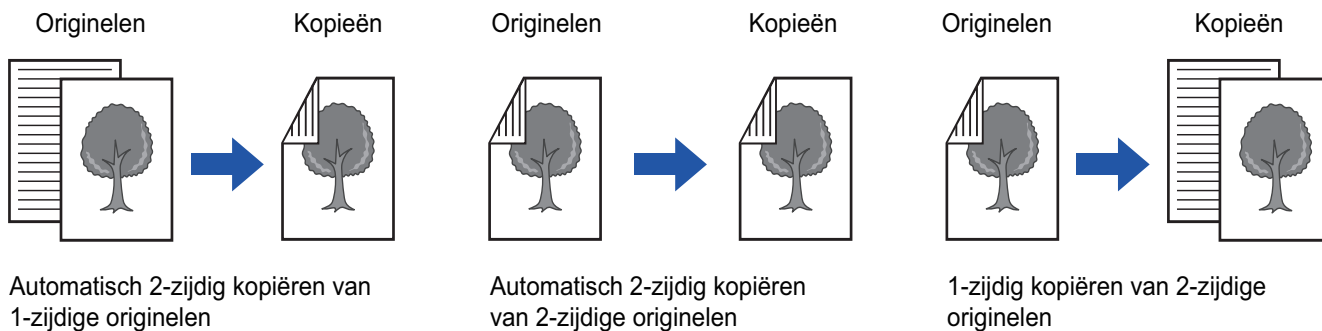 Originelen
Kopieën
Originelen
Kopieën
Originelen
Kopieën
Automatisch 2-zijdig kopiëren van
1-zijdige originelen
Automatisch 2-zijdig kopiëren
van 2-zijdige originelen
1-zijdig kopiëren van 2-zijdige
originelen